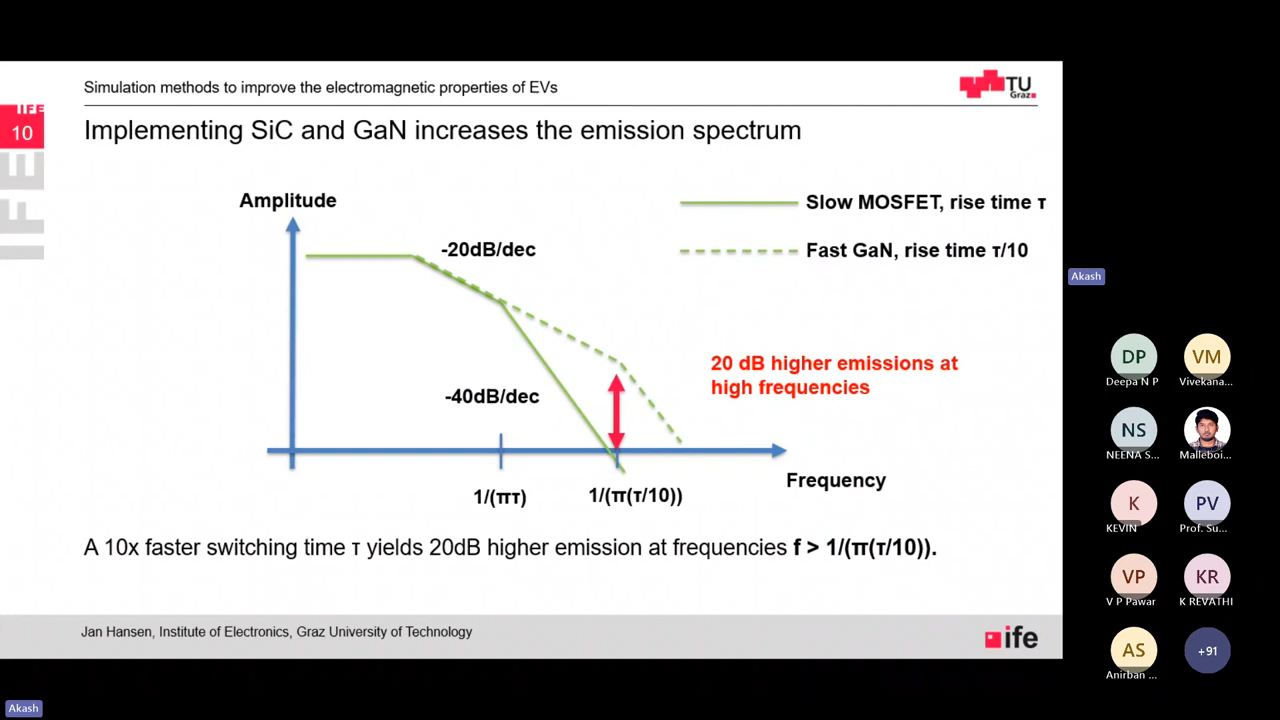 Simulation methods to improve the electromagnetic properties of EVs
TU
Graz
IFE
10
IFE
Implementing SiC and GaN increases the emission spectrum
Amplitude
-20dB/dec
-40dB/dec
Slow MOSFET, rise time τ
Fast GaN, rise time τ/10
20 dB higher emissions at
high frequencies
1/(πτ)
1/(π(τ/10))
Frequency
A 10x faster switching time τ yields 20dB higher emission at frequencies f > 1/(π(τ/10)).
Jan Hansen, Institute of Electronics, Graz University of Technology
ife
Akash
DP
Deepa N P
VM
Vivekana...
NS
NEENA S...
Malleboi...
K
KEVIN
PV
Prof. Su...
VP
V P Pawar
KR
K REVATHI
AS
Anirban ...
+91
Akash